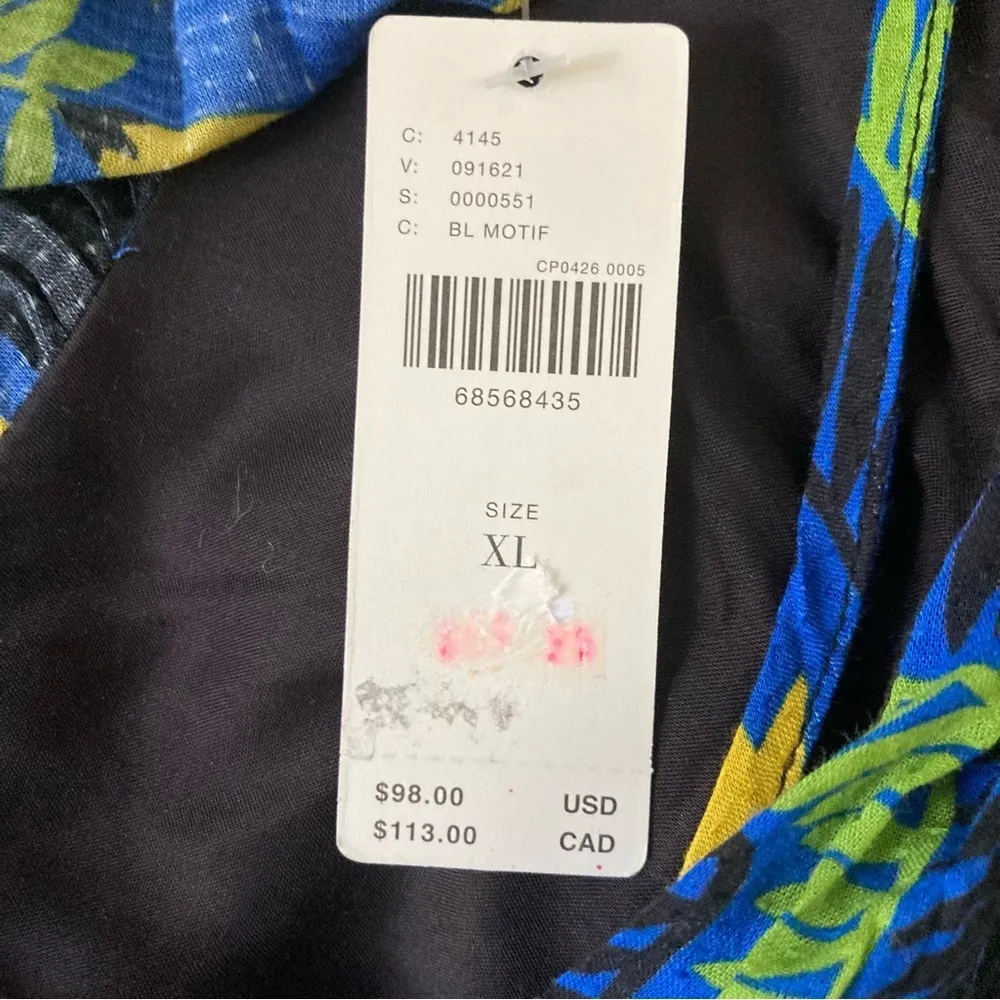 C: 4145
V: 091621
S: 0000551
C: BL MOTIF
CP0426 0005
68568435
SIZE
XL
$98.00 USD
$113.00 CAD